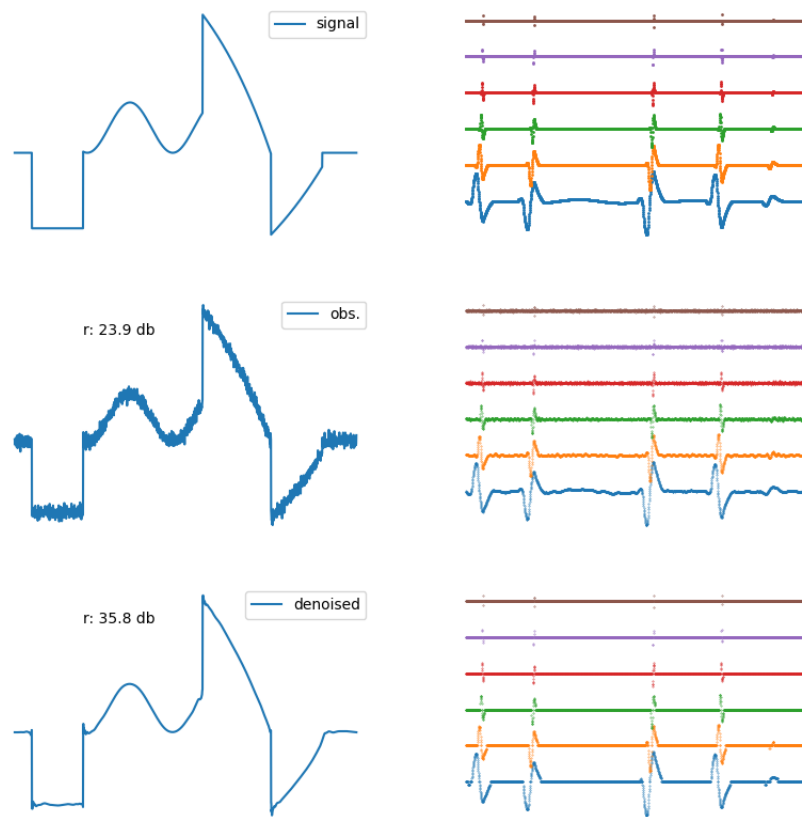 signal
obs.
r: 23.9 db
denoised
r: 35.8 db